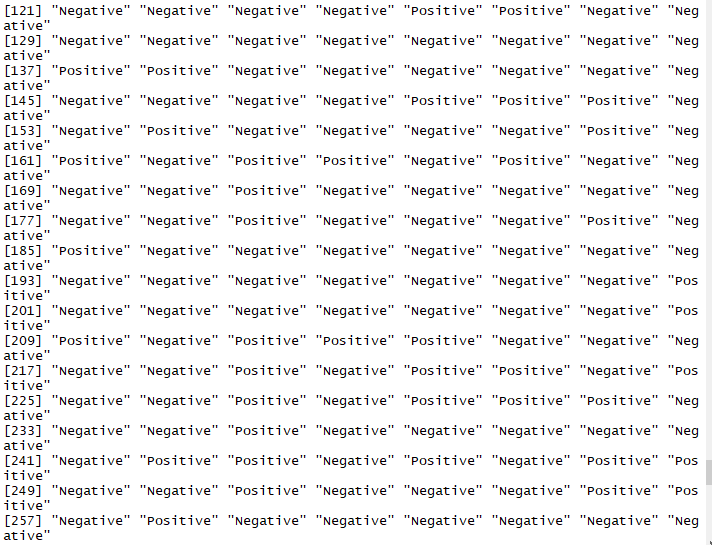 [121] "Negative" "Negative" "Negative" "Negative" "Positive" "Positive" "Negative" "Neg
ative"
[129] "Negative" "Negative" "Negative" "Negative" "Negative" "Negative" "Negative" "Neg
ative"
[137] "Positive" "Positive" "Negative" "Negative" "Negative" "Negative" "Negative" "Neg
ative"
[145] "Negative" "Negative" "Negative" "Negative" "Positive" "Positive" "Positive" "Neg
ative"
[153] "Negative" "Positive" "Negative" "Negative" "Negative" "Negative" "Positive" "Neg
ative"
[161] "Positive" "Negative" "Positive" "Positive" "Negative" "Positive" "Negative" "Neg
ative"
[169] "Negative" "Negative" "Positive" "Negative" "Negative" "Negative" "Negative" "Neg
ative"
[177] "Negative" "Negative" "Positive" "Negative" "Negative" "Negative" "Positive" "Neg
ative"
[185] "Positive" "Negative" "Negative" "Negative" "Negative" "Negative" "Negative" "Neg
ative"
[193] "Negative" "Negative" "Negative" "Negative" "Negative" "Negative" "Negative" "Pos
itive"
[201] "Negative" "Negative" "Negative" "Negative" "Negative" "Negative" "Negative" "Pos
itive"
[209] "Positive" "Negative" "Positive" "Positive" "Positive" "Negative" "Negative" "Neg
ative"
[217] "Negative" "Negative" "Positive" "Negative" "Positive" "Positive" "Negative" "Pos
itive"
[225] "Negative" "Negative" "Positive" "Negative" "Positive" "Positive" "Positive" "Neg
ative"
[233] "Negative" "Negative" "Positive" "Negative" "Negative" "Negative" "Negative" "Neg
ative"
[241] "Negative" "Positive" "Positive" "Negative" "Positive" "Negative" "Positive" "Pos
itive"
[249] "Negative" "Negative" "Positive" "Negative" "Negative" "Negative" "Positive" "Pos
itive"
[257] "Negative" "Positive" "Negative" "Negative" "Negative" "Negative" "Negative" "Neg
ative"